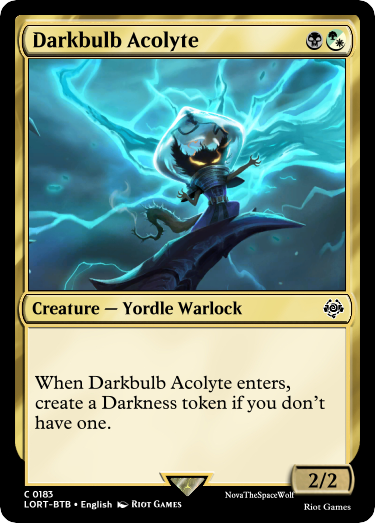 Darkbulb Acolyte
Creature — Yordle Warlock
When Darkbulb Acolyte enters,
create a Darkness token if you don't
have one.
2/2
C 0183
NovaTheSpaceWolf
LORT-BTB • English Riot Games
Riot Games